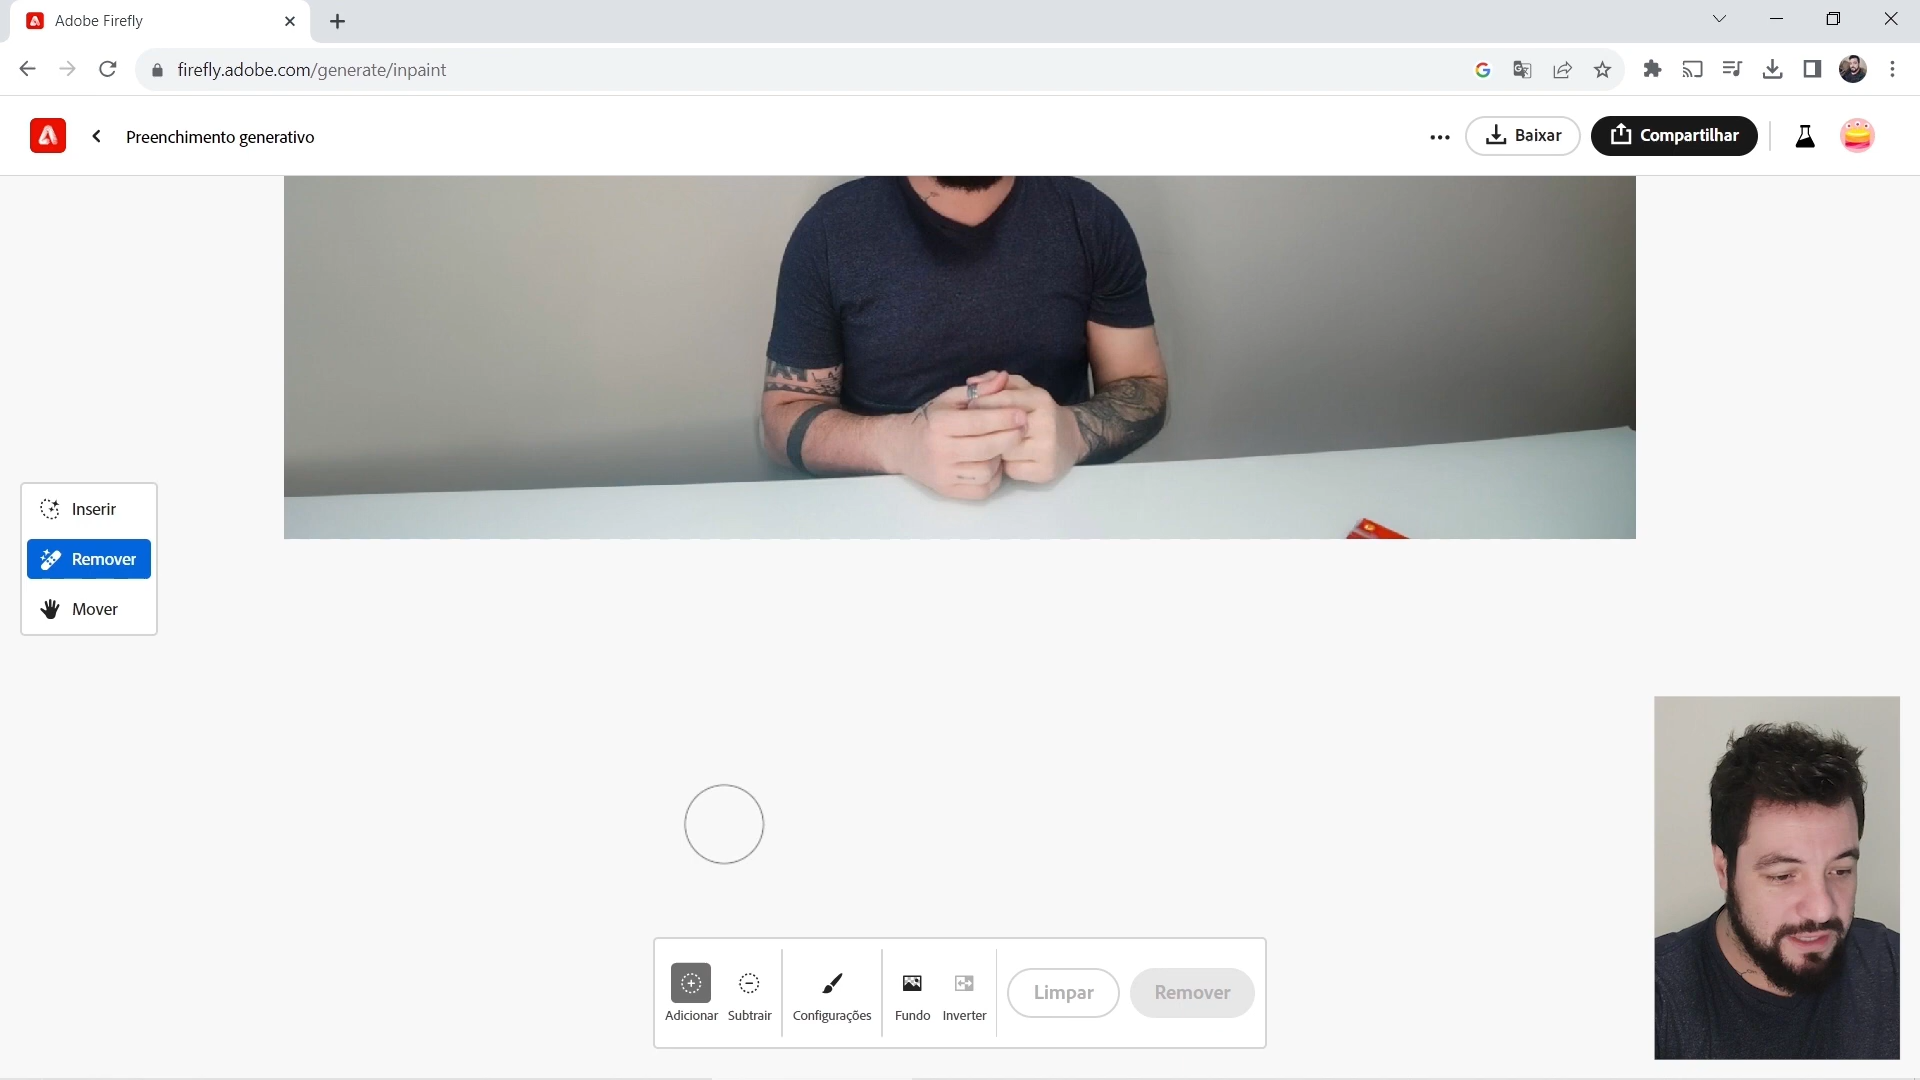 Adobe Firefly
firefly.adobe.com/generate/inpaint
Preenchimento generativo
Baixar
Compartilhar
Inserir
Remover
Mover
Adicionar
Subtrair
Configurações
Fundo
Inverter
Limpar
Remover